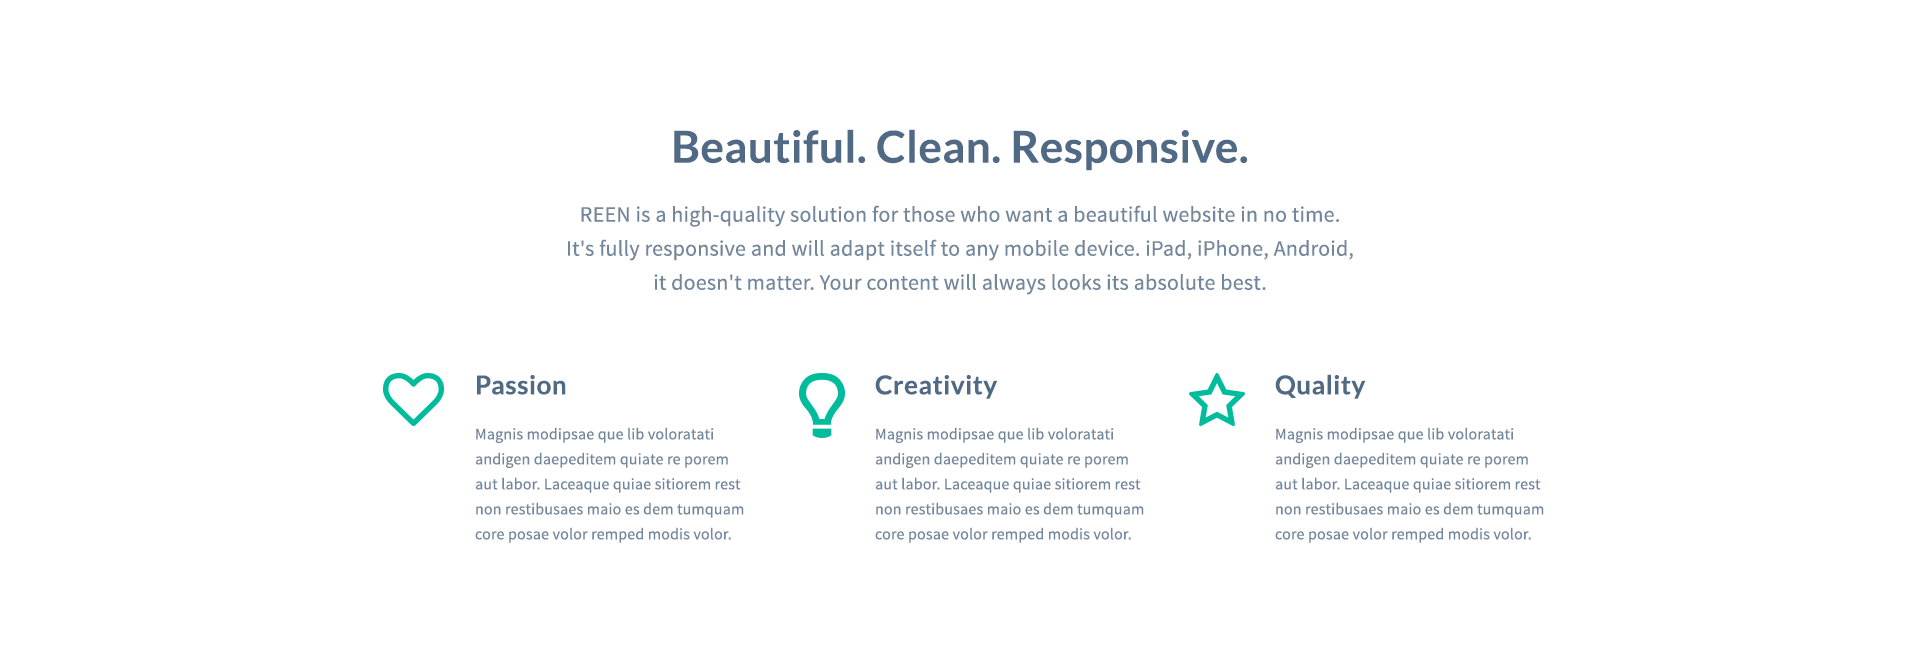 Beautiful. Clean. Responsive.
REEN is a high-quality solution for those who want a beautiful website in no time.
It's fully responsive and will adapt itself to any mobile device. iPad, iPhone, Android,
it doesn't matter. Your content will always looks its absolute best.
Passion
Magnis modipsae que lib voloratati
andigen daepeditem quiate re porem
aut labor. Laceaque quiae sitiorem rest
non restibusaes maio es dem tumquam
core posae volor remped modis volor.
Creativity
Magnis modipsae que lib voloratati
andigen daepeditem quiate re porem
aut labor. Laceaque quiae sitiorem rest
non restibusaes maio es dem tumquam
core posae volor remped modis volor.
Quality
Magnis modipsae que lib voloratati
andigen daepeditem quiate re porem
aut labor. Laceaque quiae sitiorem rest
non restibusaes maio es dem tumquam
core posae volor remped modis volor.